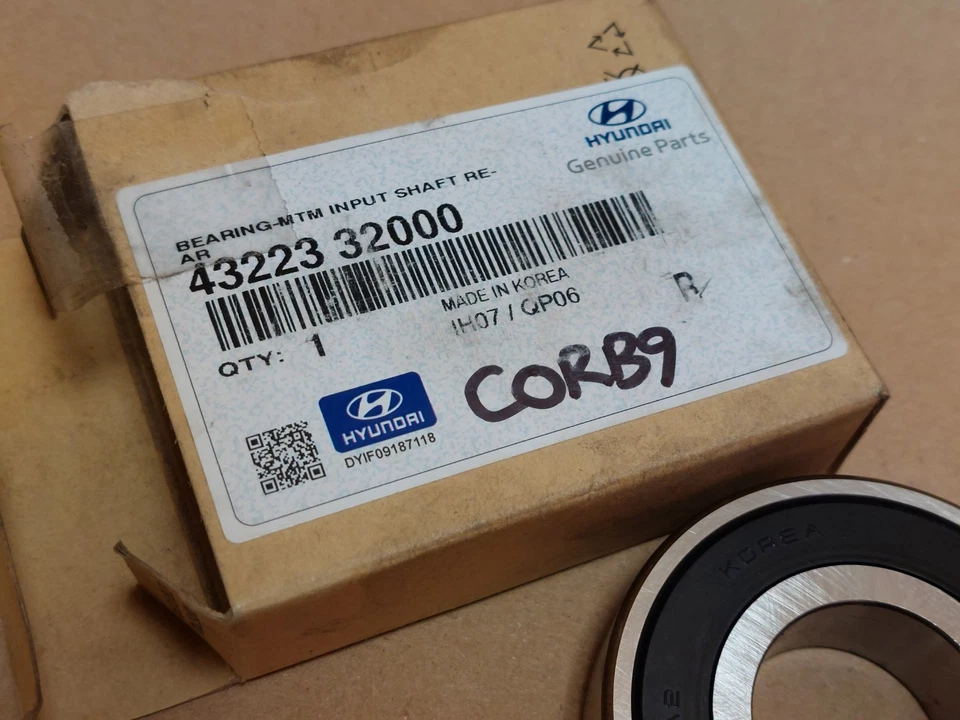 HYUNDAI
Genuine Parts
BEARING-MTM INPUT SHAFT RE-
AR
43223 32000
MADE IN KOREA
IH07 / QP06
R
QTY: 1
CORB9
HYUNDAI
DYIF09187118
KOREA